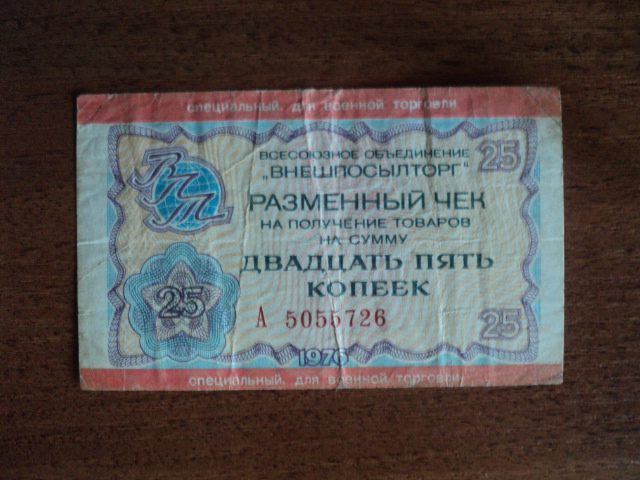 специальный, для военной торговли
ВСЕСОЮЗНОЕ ОБЪЕДИНЕНИЕ
„ВНЕШПОСЫЛТОРГ"
25
ВПТ
РАЗМЕННЫЙ ЧЕК
НА ПОЛУЧЕНИЕ ТОВАРОВ
НА СУММУ
ДВАДЦАТЬ ПЯТЬ
КОПЕЕК
25
А 5055726
25
1976
специальный, для военной торговли